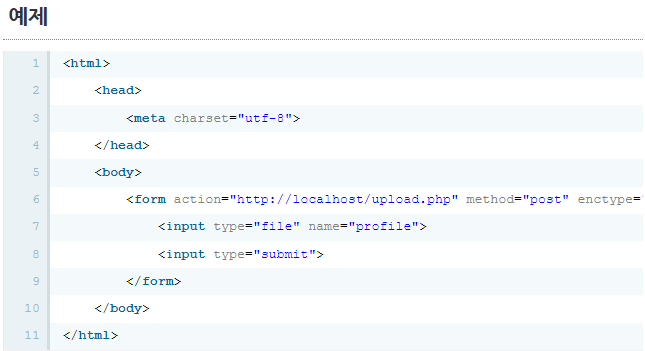 예제
1 <html>
2 <head>
3 <meta charset="utf-8">
4 </head>
5 <body>
6 <form action="http://localhost/upload.php" method="post" enctype=
7 <input type="file" name="profile">
8 <input type="submit">
9 </form>
10 </body>
11 </html>